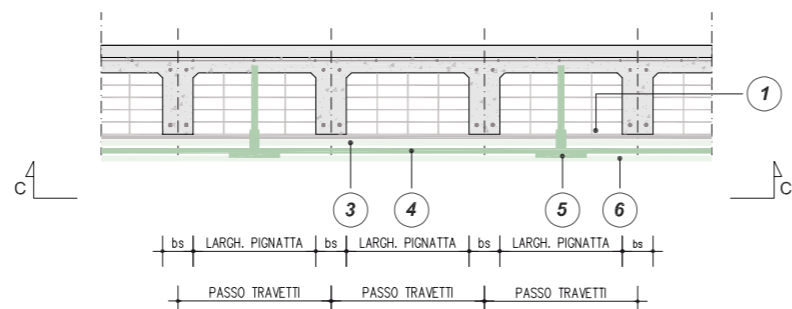 1
C C
3 4 5 6
bs LARGH. PIGNATTA bs LARGH. PIGNATTA bs LARGH. PIGNATTA bs
PASSO TRAVETTI PASSO TRAVETTI PASSO TRAVETTI